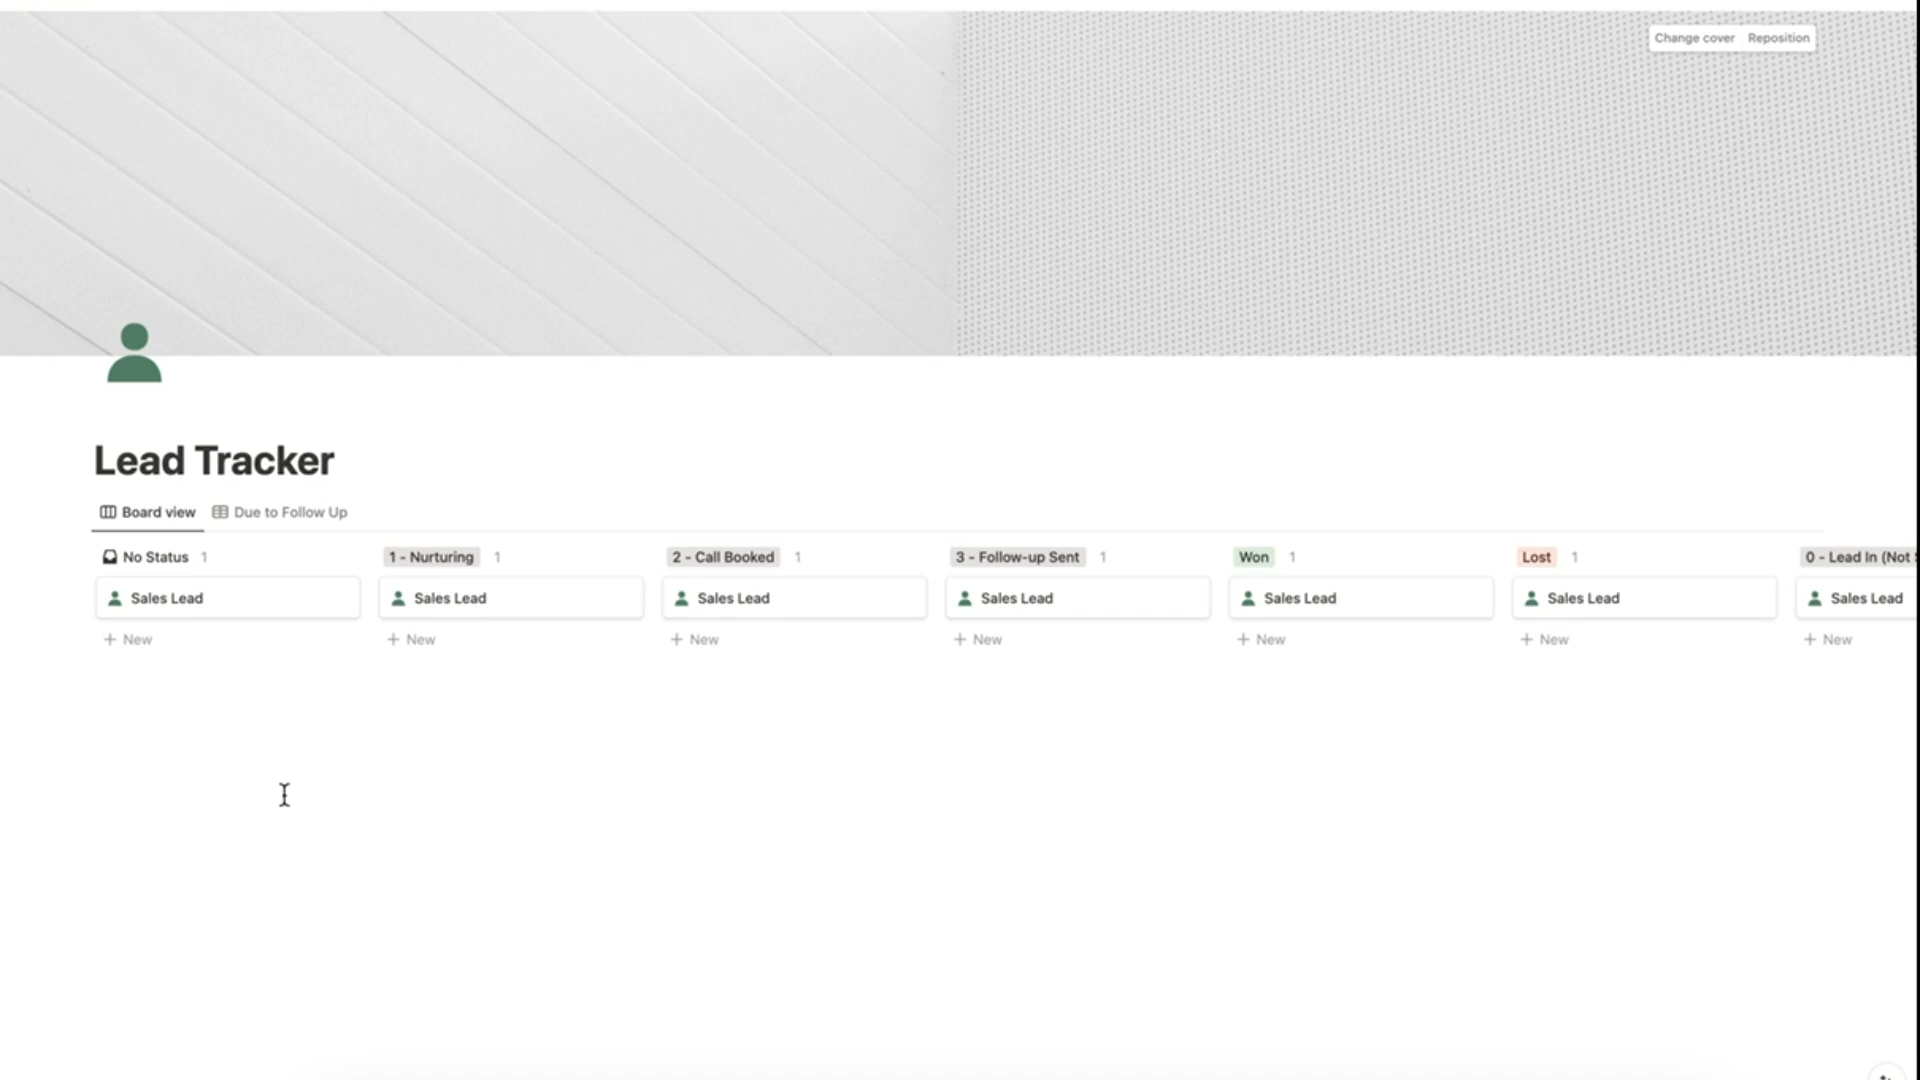 Change cover Reposition
Lead Tracker
Board view Due to Follow Up
No Status 1 1 - Nurturing 1 2 - Call Booked 1 3 - Follow-up Sent 1 Won 1 Lost 1 0 - Lead In (Not
Sales Lead Sales Lead Sales Lead Sales Lead Sales Lead Sales Lead Sales Lead
+ New + New + New + New + New + New + New